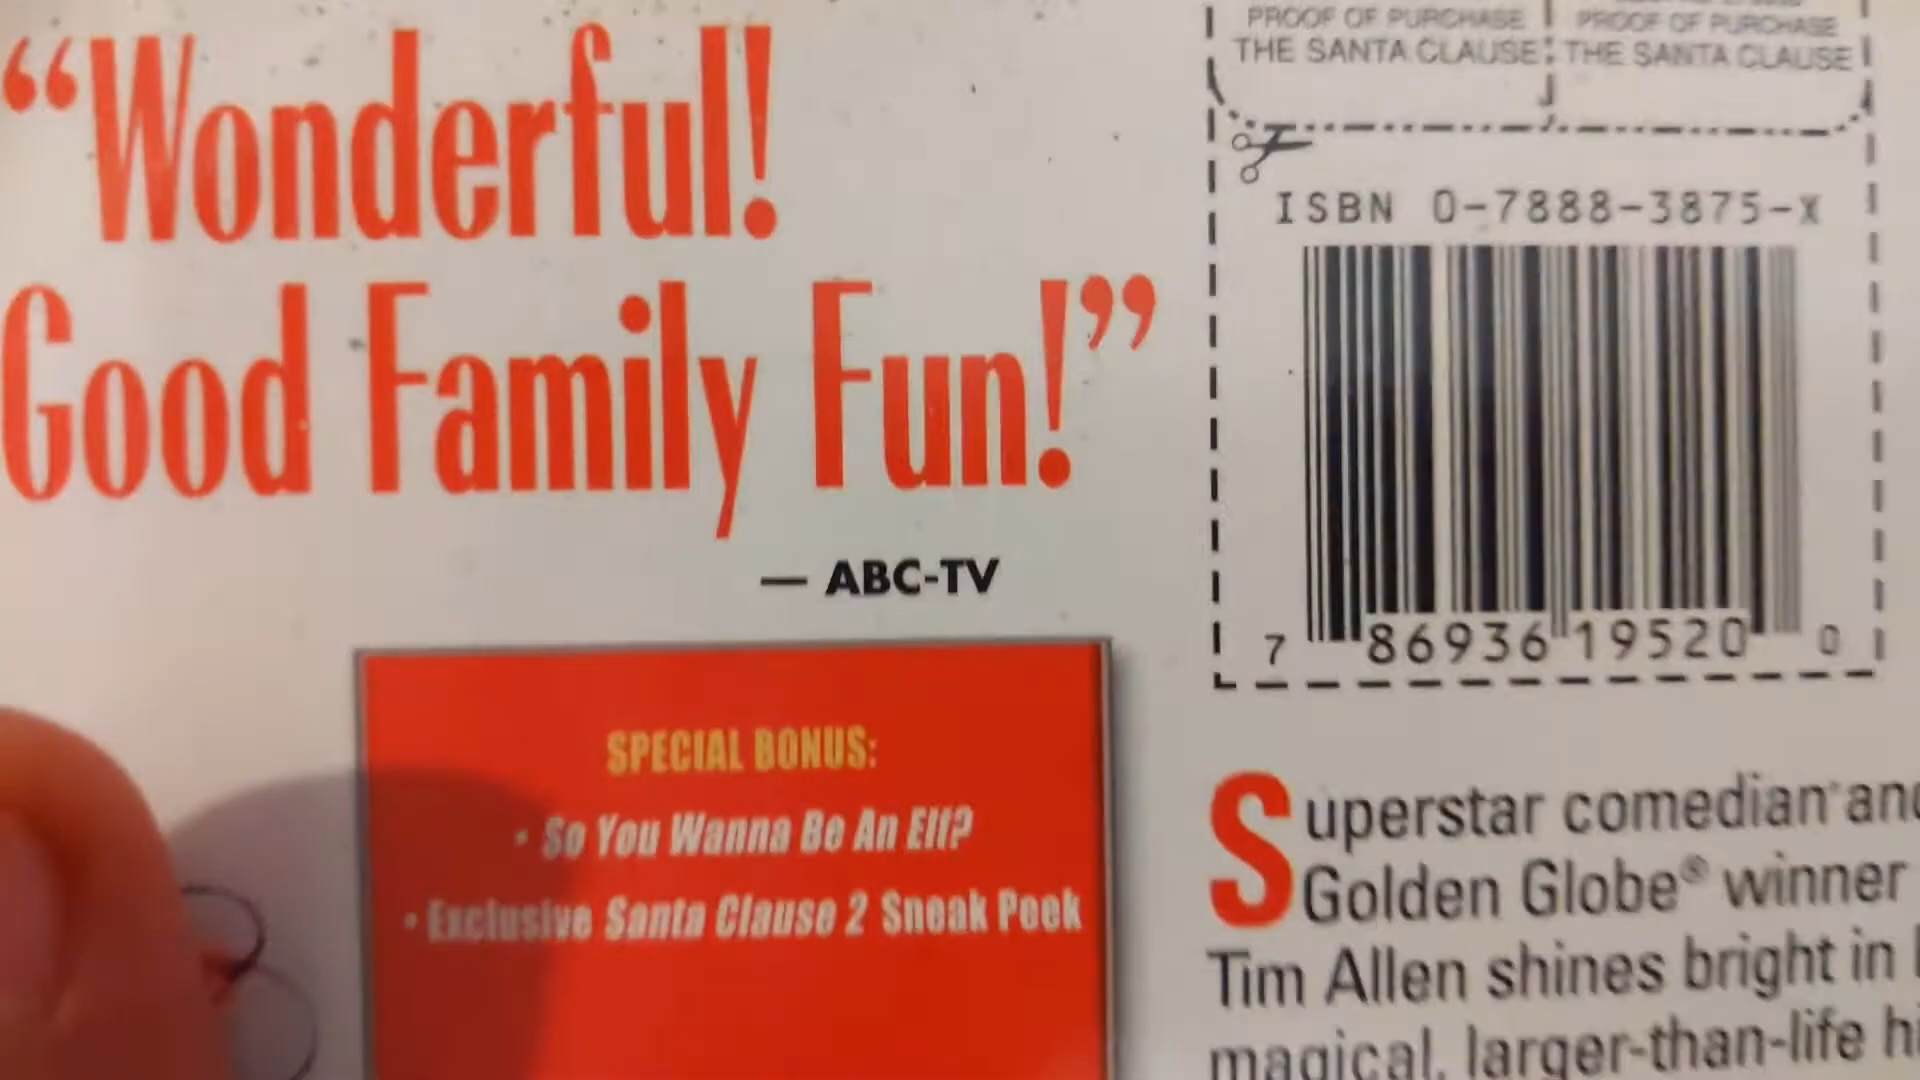 “Wonderful!
Good Family Fun!”
— ABC-TV
SPECIAL BONUS:
• So You Wanna Be An Elf?
• Exclusive Santa Clause 2 Sneak Peek
PROOF OF PURCHASE
THE SANTA CLAUSE
PROOF OF PURCHASE
THE SANTA CLAUSE
ISBN 0-7888-3875-X
7 86936 19520 0
Superstar comedian and
Golden Globe® winner
Tim Allen shines bright in
magical, larger-than-life